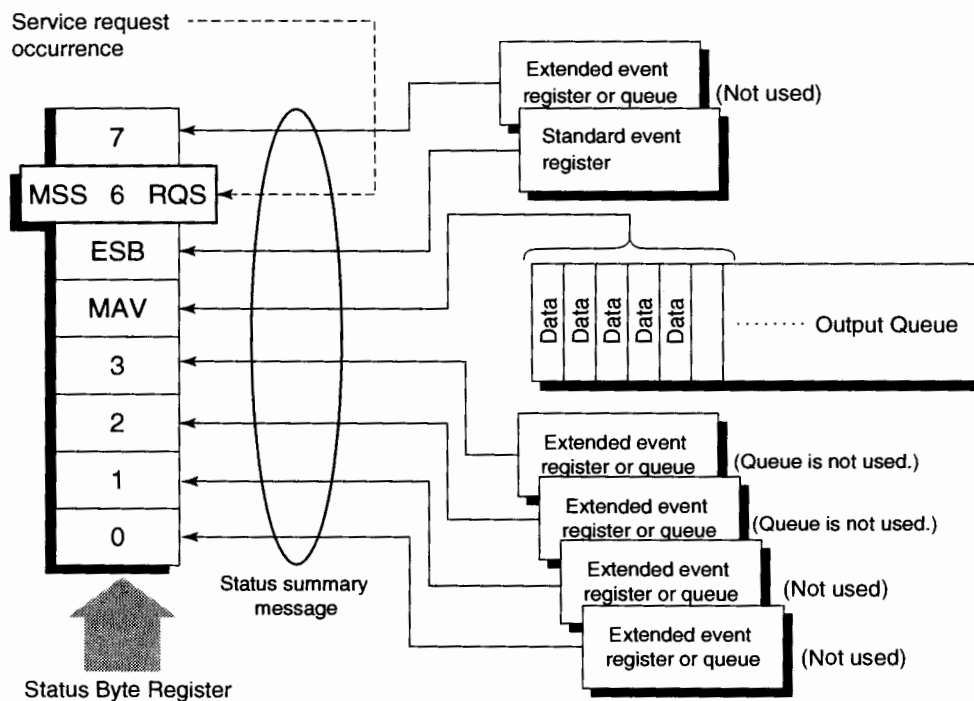 Service request
occurrence
Extended event
register or queue
(Not used)
Standard event
register
7
MSS 6 RQS
ESB
MAV
3
2
1
0
Data
Data
Data
Data
Data
........ Output Queue
Extended event
register or queue
(Queue is not used.)
Extended event
register or queue
(Queue is not used.)
Extended event
register or queue
(Not used)
Extended event
register or queue
(Not used)
Status summary
message
Status Byte Register